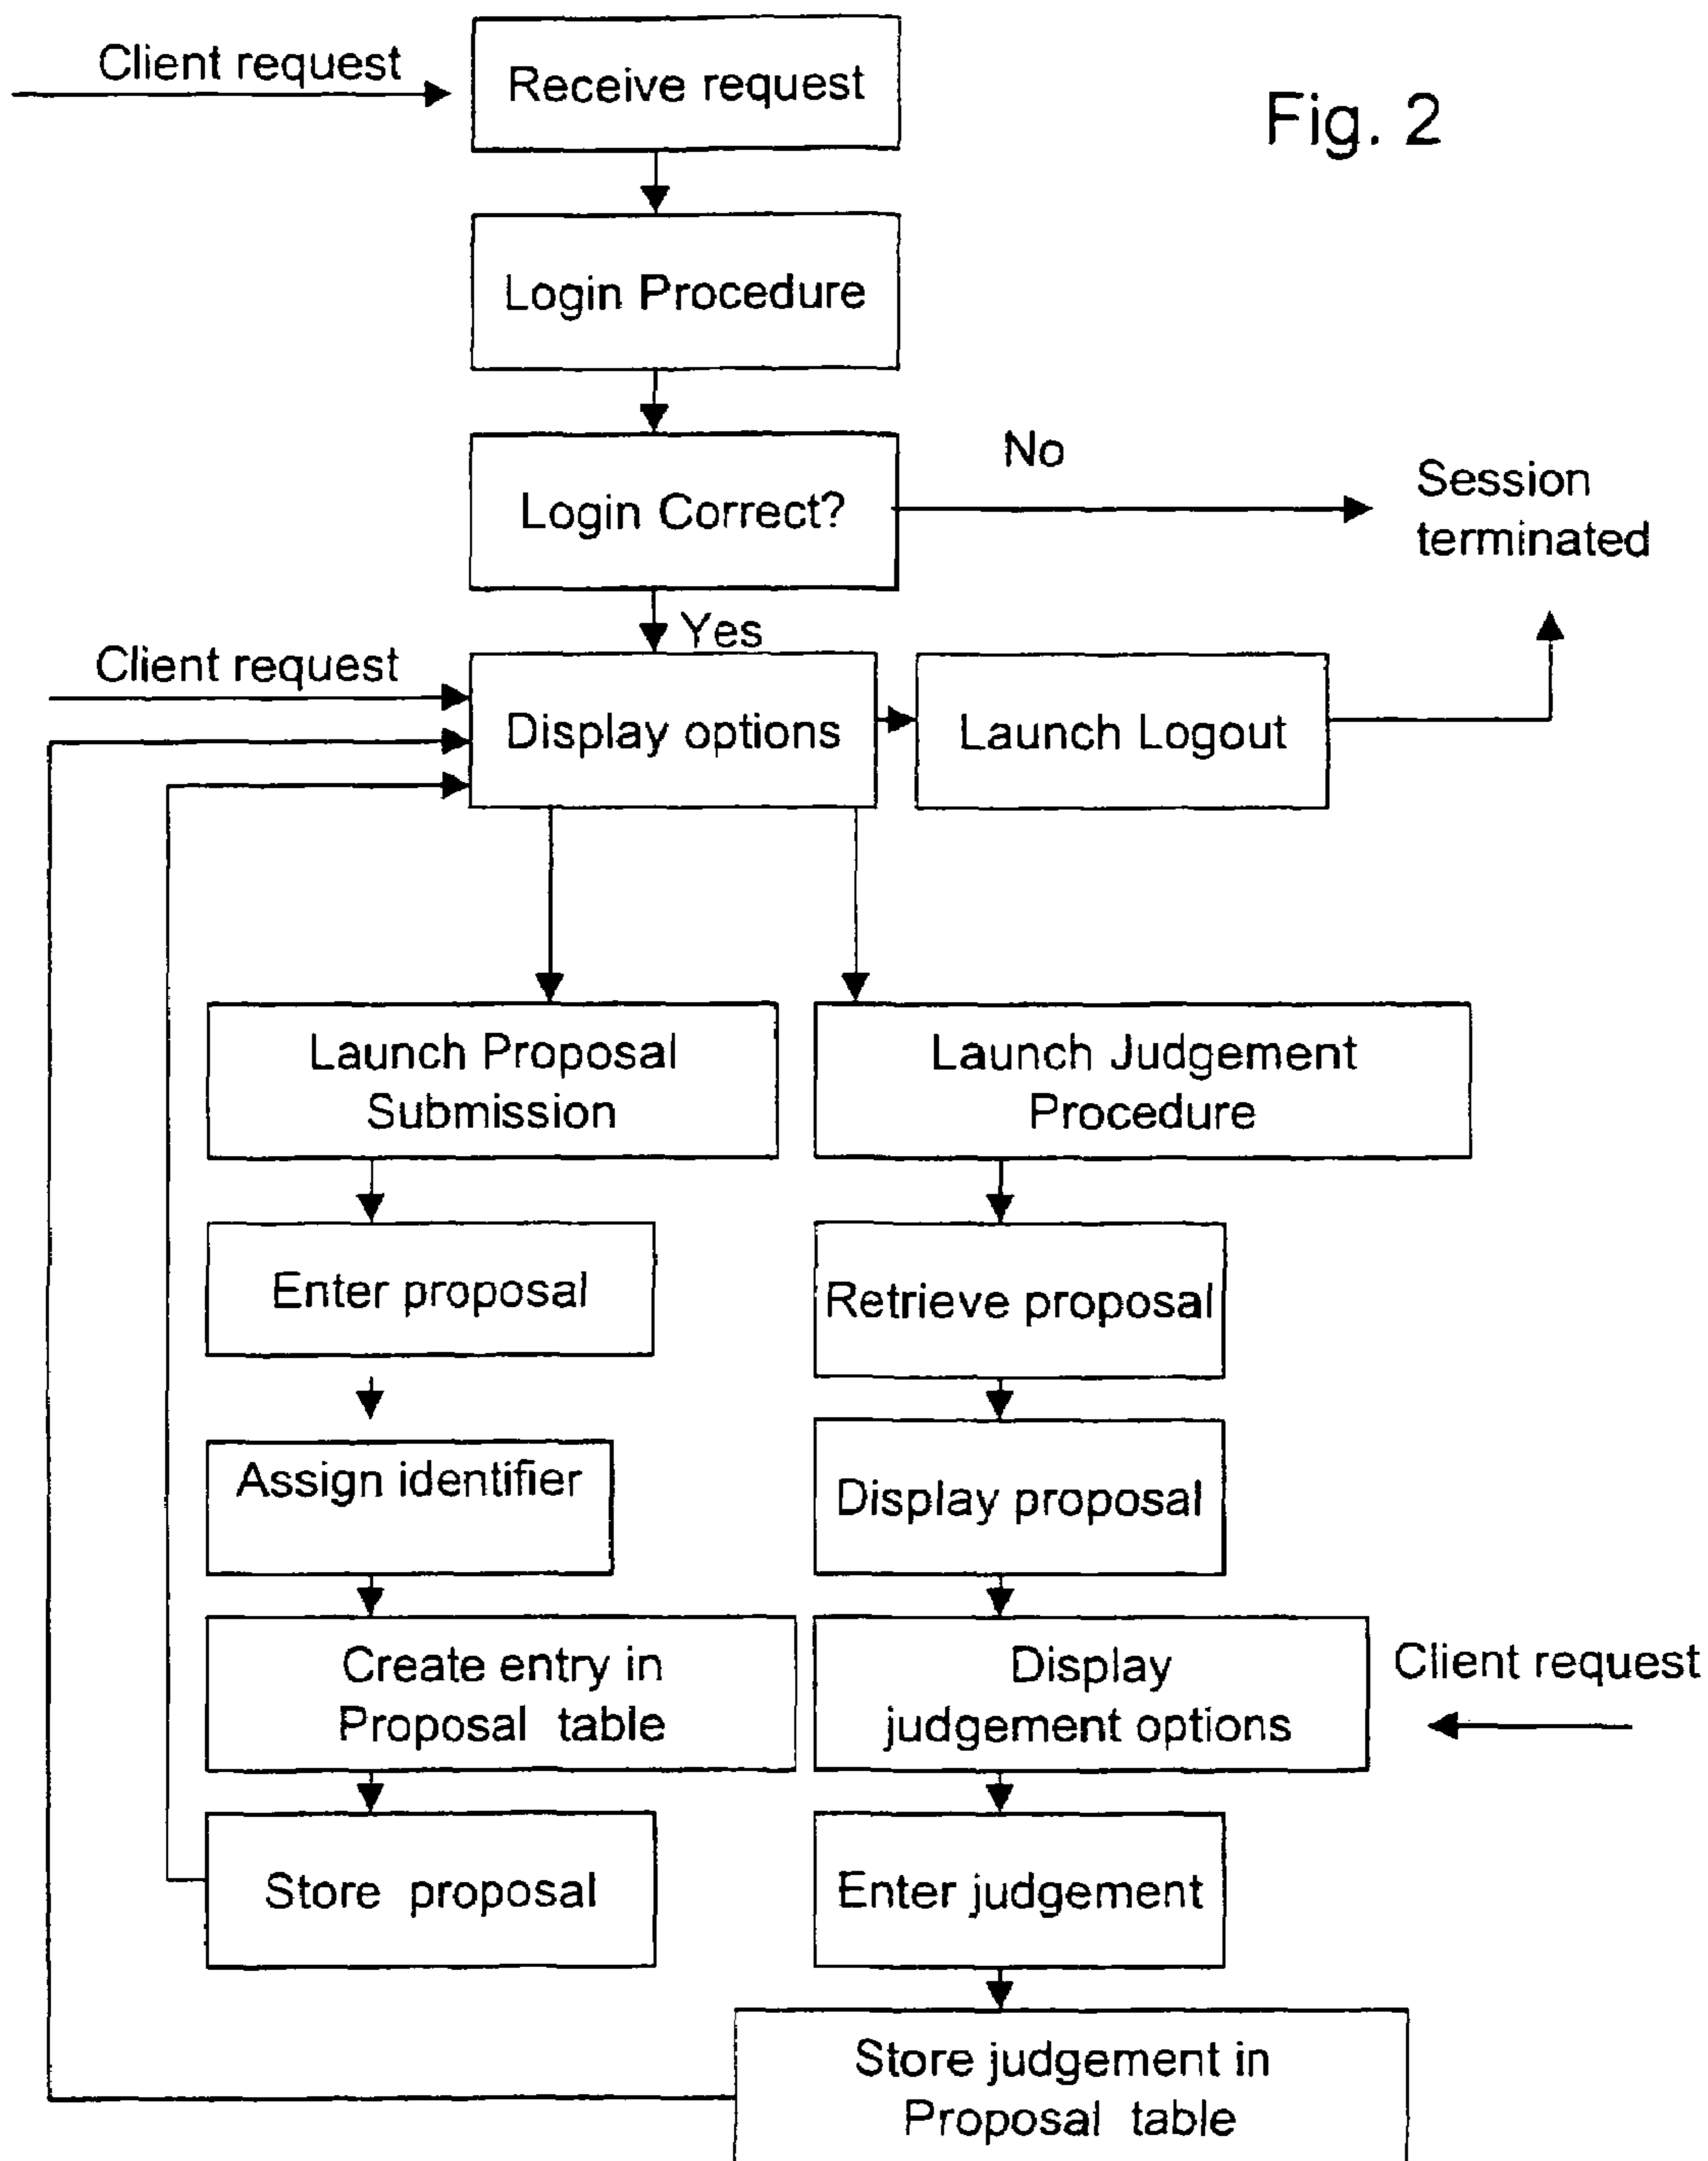 Client request
Receive request
Fig. 2
Login Procedure
Login Correct?
No
Session
terminated
Yes
Client request
Display options
Launch Logout
Launch Proposal
Submission
Launch Judgement
Procedure
Enter proposal
Retrieve proposal
Assign identifier
Display proposal
Create entry in
Proposal table
Display
judgement options
Client request
Store proposal
Enter judgement
Store judgement in
Proposal table